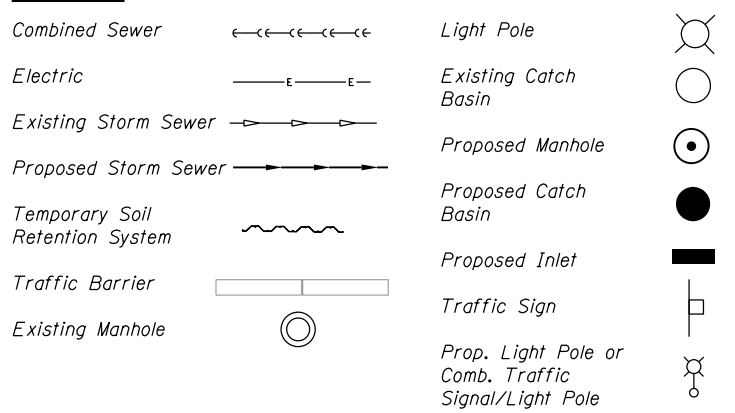 Combined Sewer
Electric
E E
Existing Storm Sewer
Proposed Storm Sewer
Temporary Soil
Retention System
Traffic Barrier
Existing Manhole
Light Pole
Existing Catch
Basin
Proposed Manhole
Proposed Catch
Basin
Proposed Inlet
Traffic Sign
Prop. Light Pole or
Comb. Traffic
Signal/Light Pole